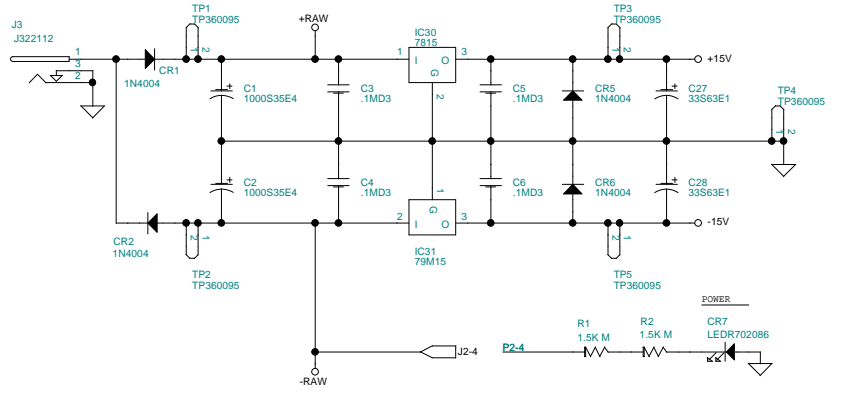 J3
J322112
1
3
2
CR1
1N4004
TP1
TP360095
1
2
+RAW
C1
1000S35E4
+
C3
.1MD3
IC30
7815
1
I
O
G
3
2
C5
.1MD3
CR5
1N4004
TP3
TP360095
1
2
+15V
C27
33S63E1
+
TP4
TP360095
1
2
C2
1000S35E4
+
C4
.1MD3
1
G
2
I
O
3
IC31
79M15
C6
.1MD3
CR6
1N4004
C28
33S63E1
+
-15V
CR2
1N4004
2
1
TP2
TP360095
2
1
TP5
TP360095
J2-4
-RAW
P2-4
R1
1.5K M
R2
1.5K M
POWER
CR7
LEDR702086